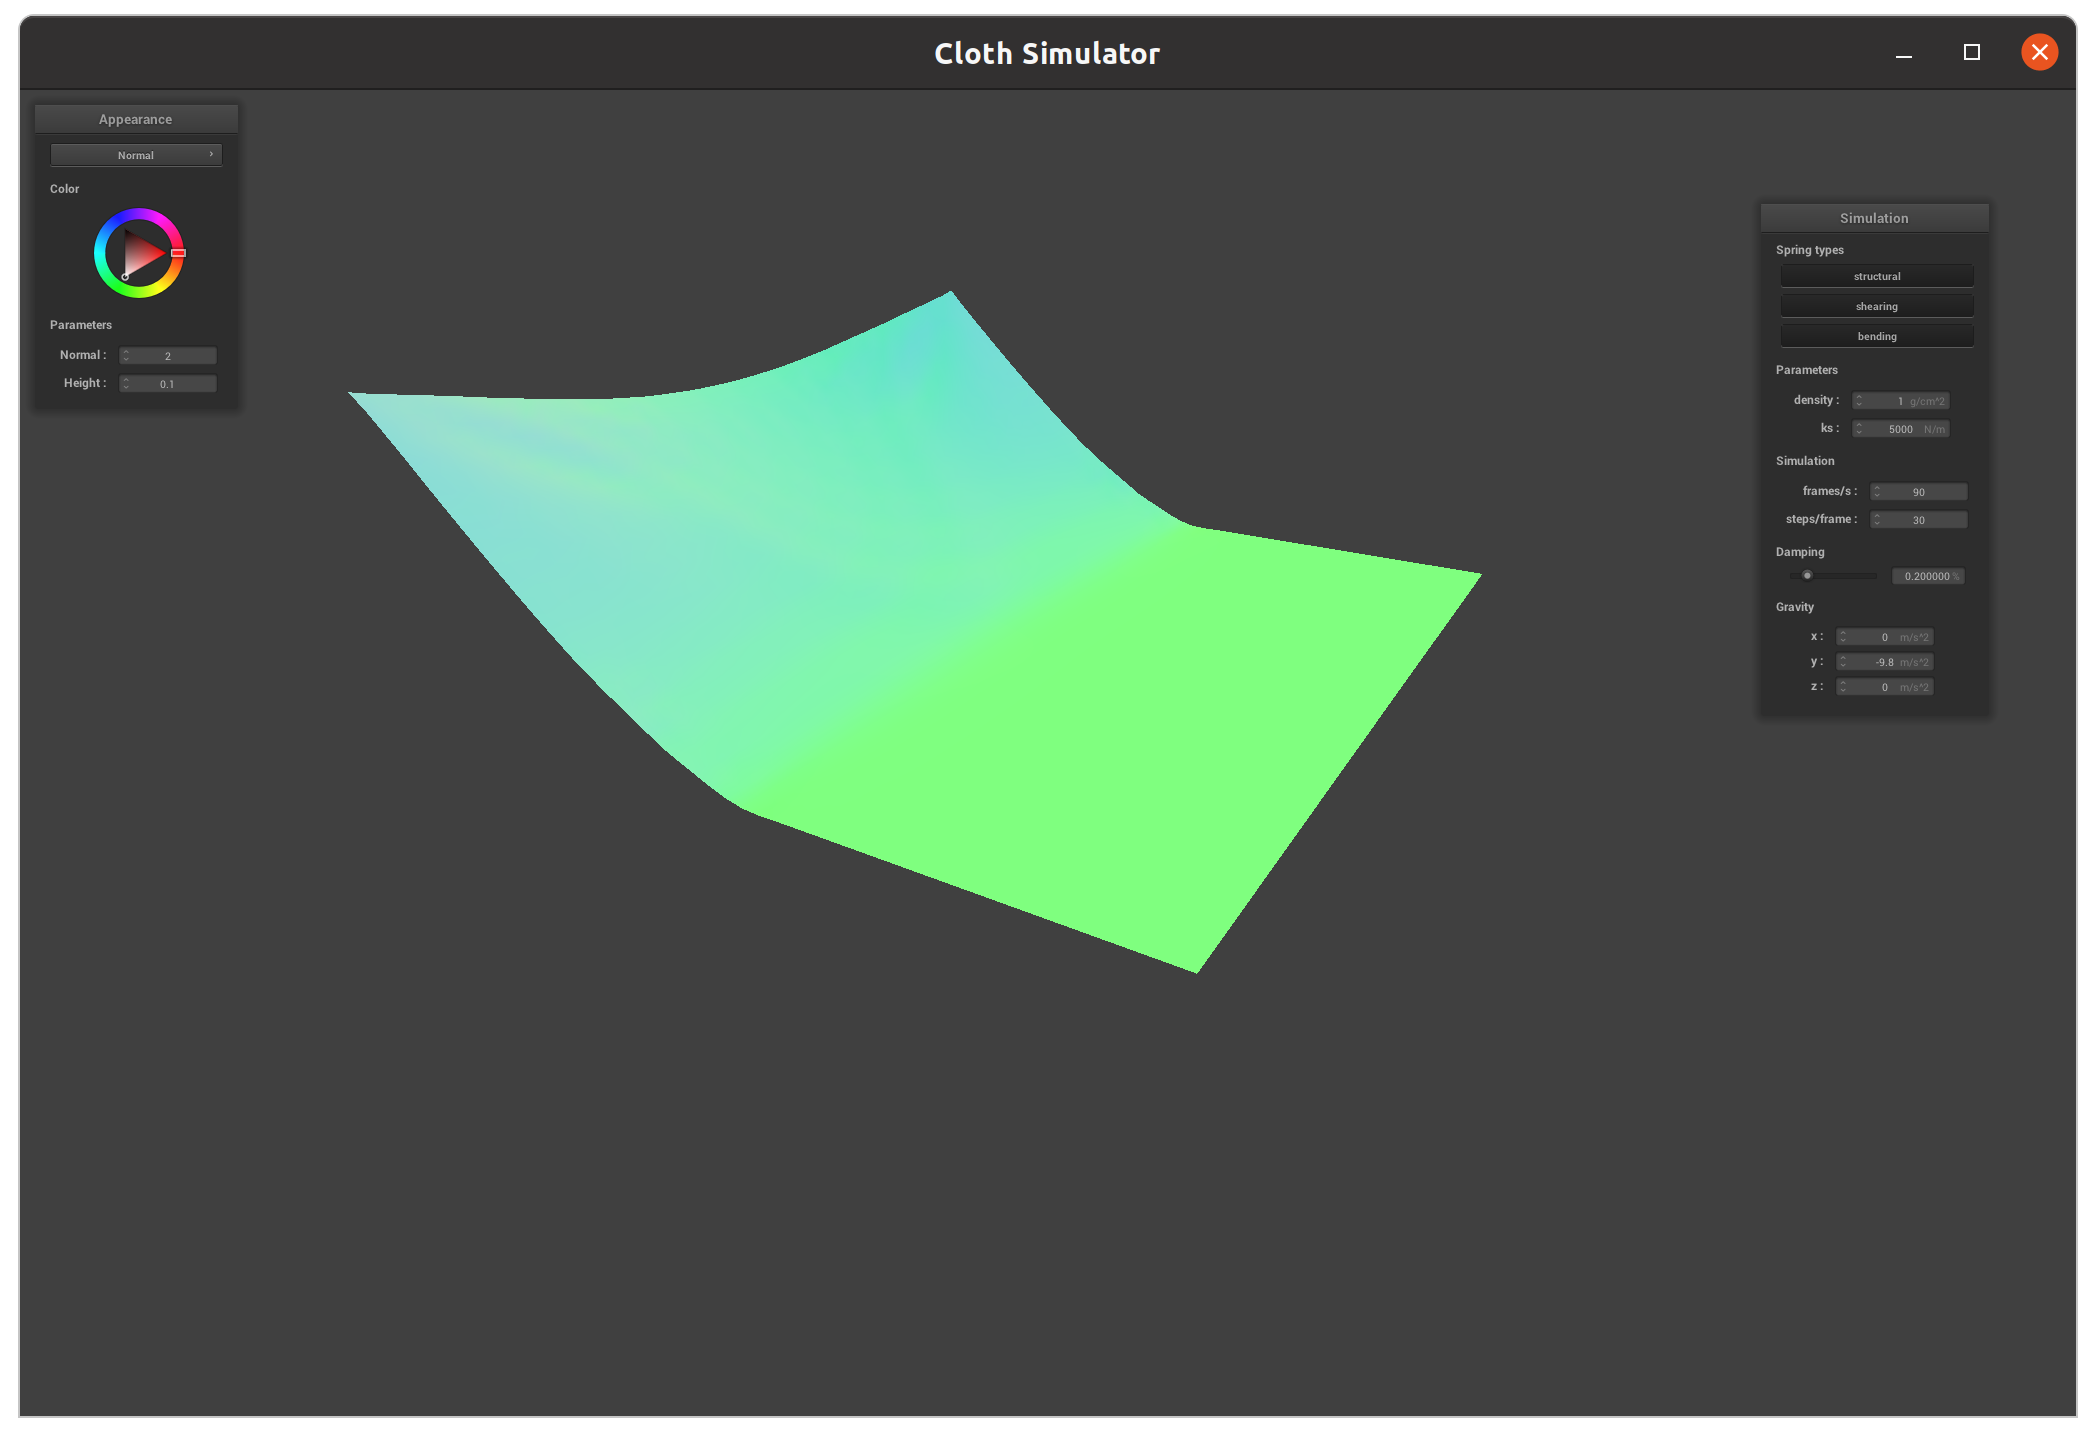 Cloth Simulator
Appearance
Normal
Color
Parameters
Normal : 2
Height : 0.1
Simulation
Spring types
structural
shearing
bending
Parameters
density : 1 g/cm^2
ks : 5000 N/m
Simulation
frames/s : 90
steps/frame : 30
Damping
0.200000 %
Gravity
x : 0 m/s^2
y : -9.8 m/s^2
z : 0 m/s^2